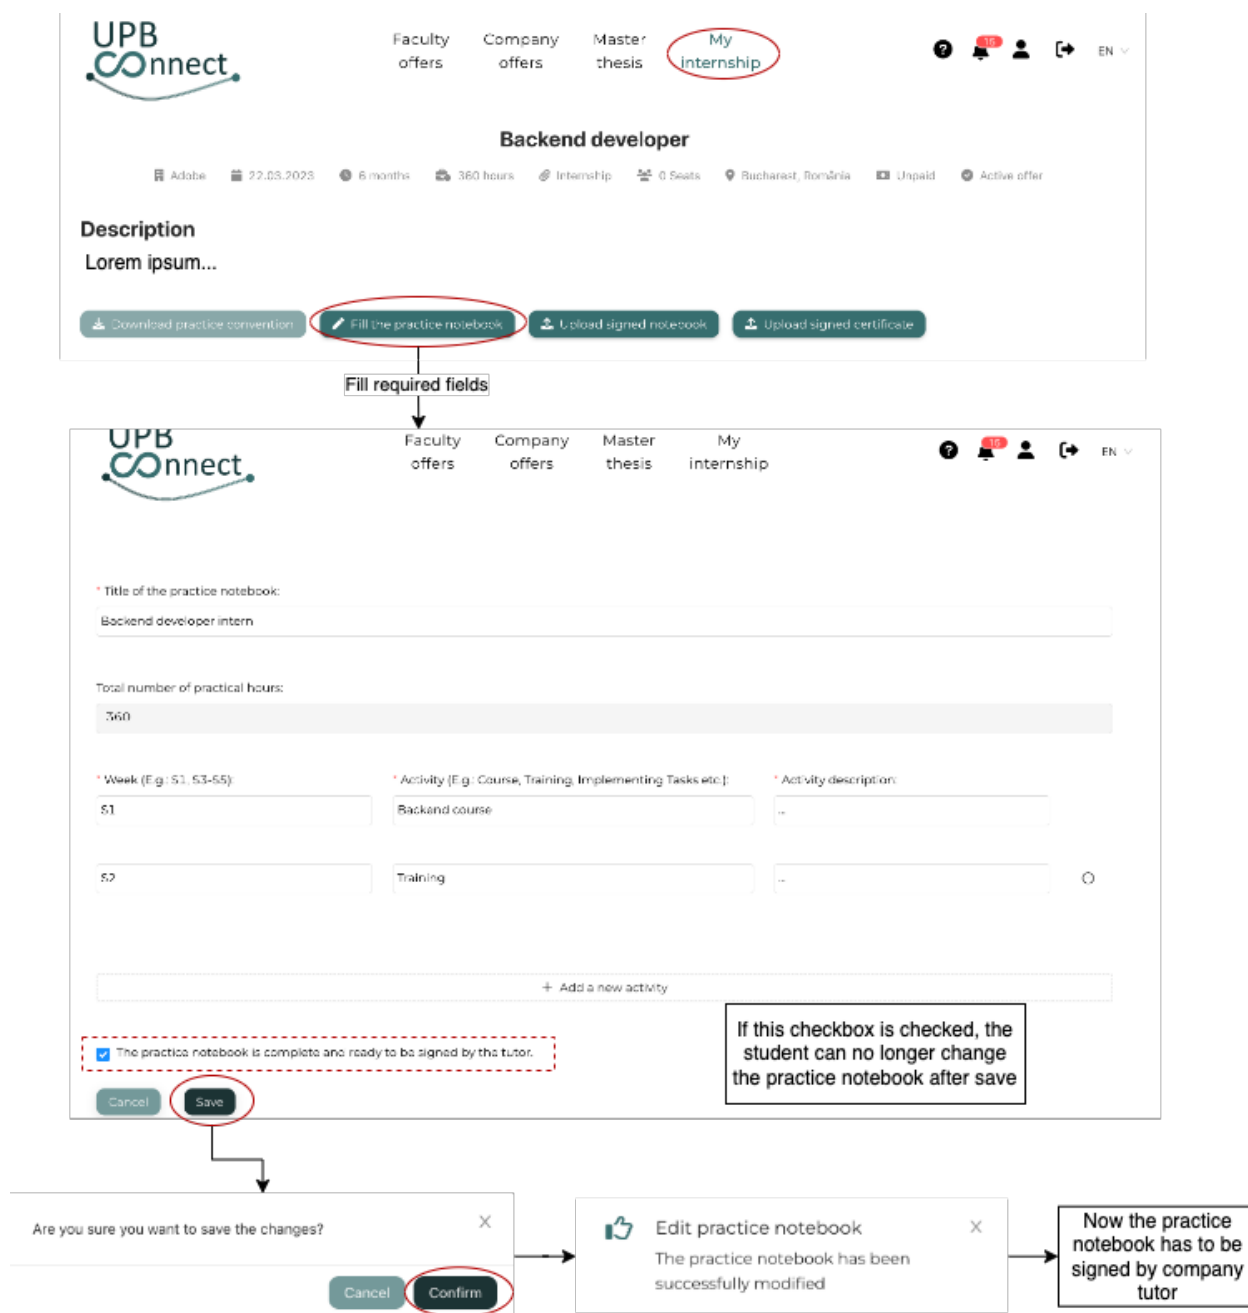 UPB
COnnect
Faculty offers
Company offers
Master thesis
My internship
16
EN
Backend developer
Adobe 22.03.2023 6 months 360 hours Internship 0 Seats Bucharest, România Unpaid Active offer
Description
Lorem ipsum...
Download practice convention
Fill the practice notebook
Upload signed notebook
Upload signed certificate
Fill required fields
UPB
COnnect
Faculty offers
Company offers
Master thesis
My internship
16
EN
* Title of the practice notebook:
Backend developer intern
Total number of practical hours:
360
* Week (E.g.: S1, S3-S5):
* Activity (E.g.: Course, Training, Implementing Tasks etc.):
* Activity description:
S1
Backend course
...
S2
Training
...
+ Add a new activity
If this checkbox is checked, the
student can no longer change
the practice notebook after save
The practice notebook is complete and ready to be signed by the tutor.
Cancel
Save
Are you sure you want to save the changes?
Cancel
Confirm
Edit practice notebook
The practice notebook has been
successfully modified
Now the practice
notebook has to be
signed by company
tutor